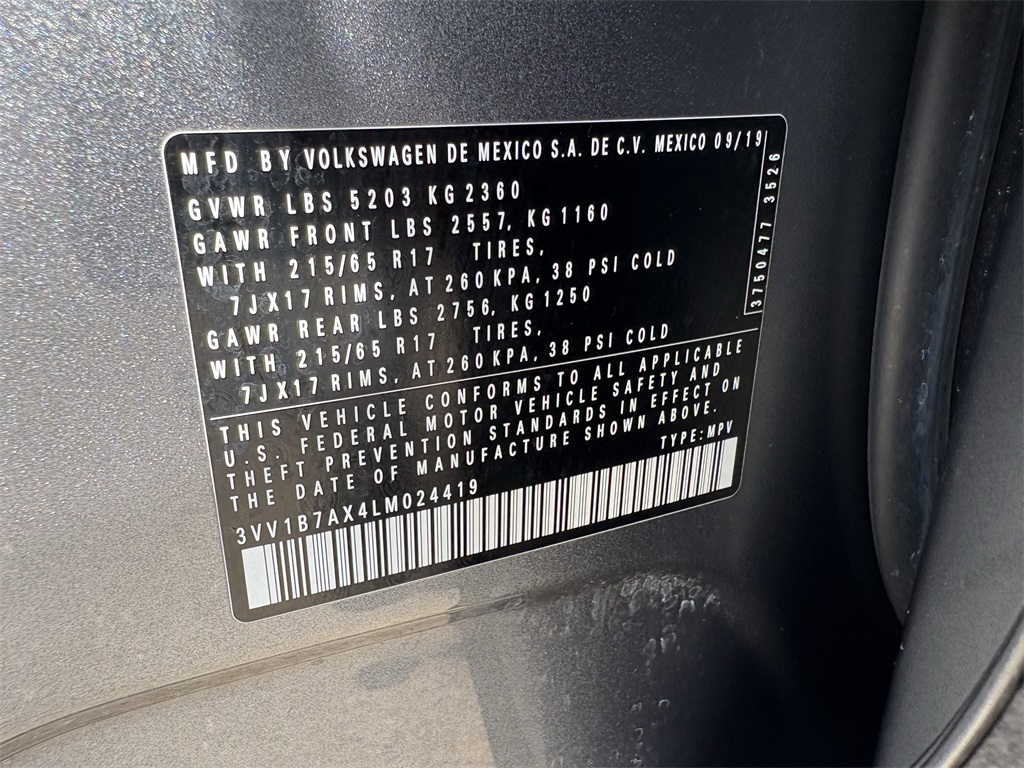 MFD BY VOLKSWAGEN DE MEXICO S.A. DE C.V. MEXICO 09/19
GVWR LBS 5203 KG 2360
GAWR FRONT LBS 2557, KG 1160
WITH 215/65 R17 TIRES,
7JX17 RIMS, AT 260 KPA, 38 PSI COLD
GAWR REAR LBS 2756, KG 1250
WITH 215/65 R17 TIRES,
7JX17 RIMS, AT 260 KPA, 38 PSI COLD
3750477 3526
THIS VEHICLE CONFORMS TO ALL APPLICABLE
U.S. FEDERAL MOTOR VEHICLE SAFETY AND
THEFT PREVENTION STANDARDS IN EFFECT ON
THE DATE OF MANUFACTURE SHOWN ABOVE.
TYPE: MPV
3VV1B7AX4LM024419